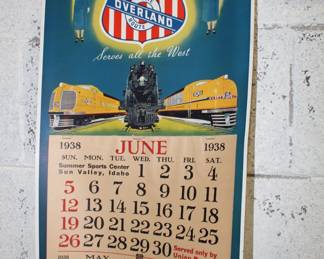 OVERLAND
ROUTE
Serves all the West
1938 JUNE 1938
SUN. MON. TUE. WED. THU. FRI. SAT.
Summer Sports Center
Sun Valley, Idaho
1 2 3 4
5 6 7 8 9 10 11
12 13 14 15 16 17 18
19 20 21 22 23 24 25
26 27 28 29 30 Served only by
Union
1938 MAY